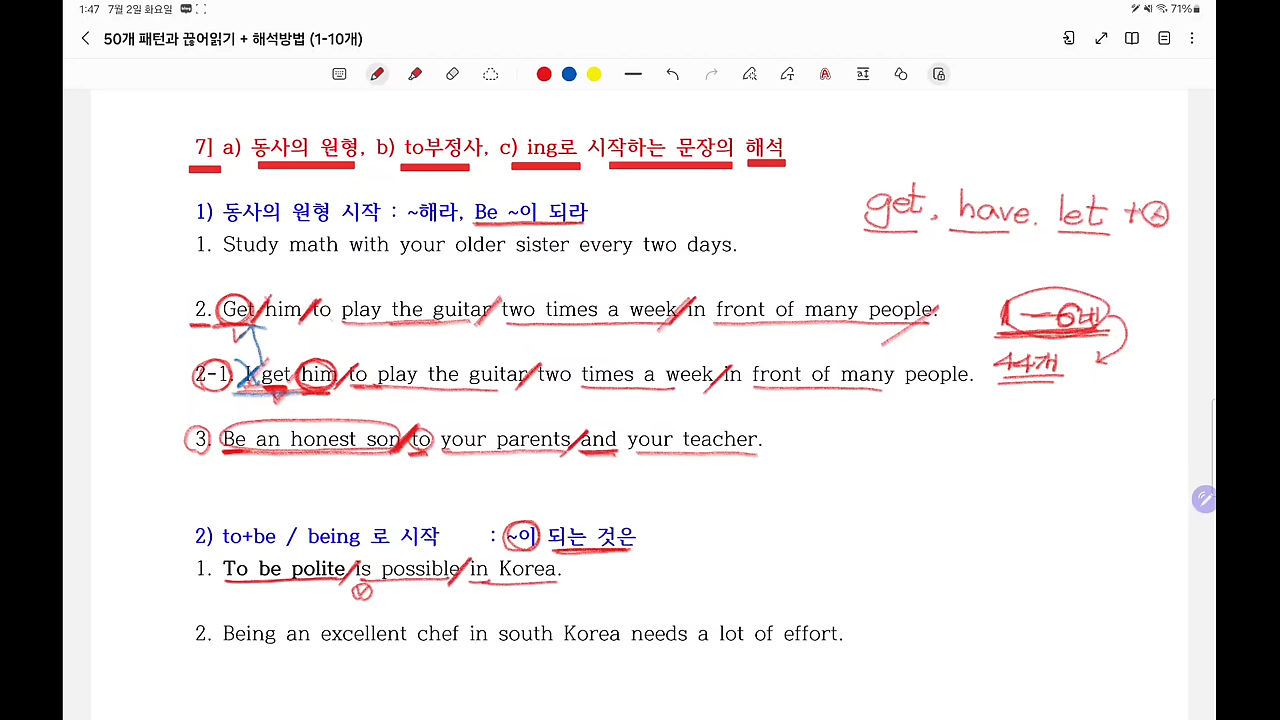 1:47 7월 2일 화요일
71%
50개 패턴과 끊어읽기 + 해석방법 (1-10개)
7] a) 동사의 원형, b) to부정사, c) ing로 시작하는 문장의 해석
1) 동사의 원형 시작 : ~해라, Be ~이 되라
get, have. let +
1. Study math with your older sister every two days.
2. Get him to play the guitar two times a week in front of many people.
1-6개
2-1. I get him to play the guitar two times a week in front of many people.
44개
3. Be an honest son to your parents and your teacher.
2) to+be / being 로 시작 : ~이 되는 것은
1. To be polite is possible in Korea.
2. Being an excellent chef in south Korea needs a lot of effort.